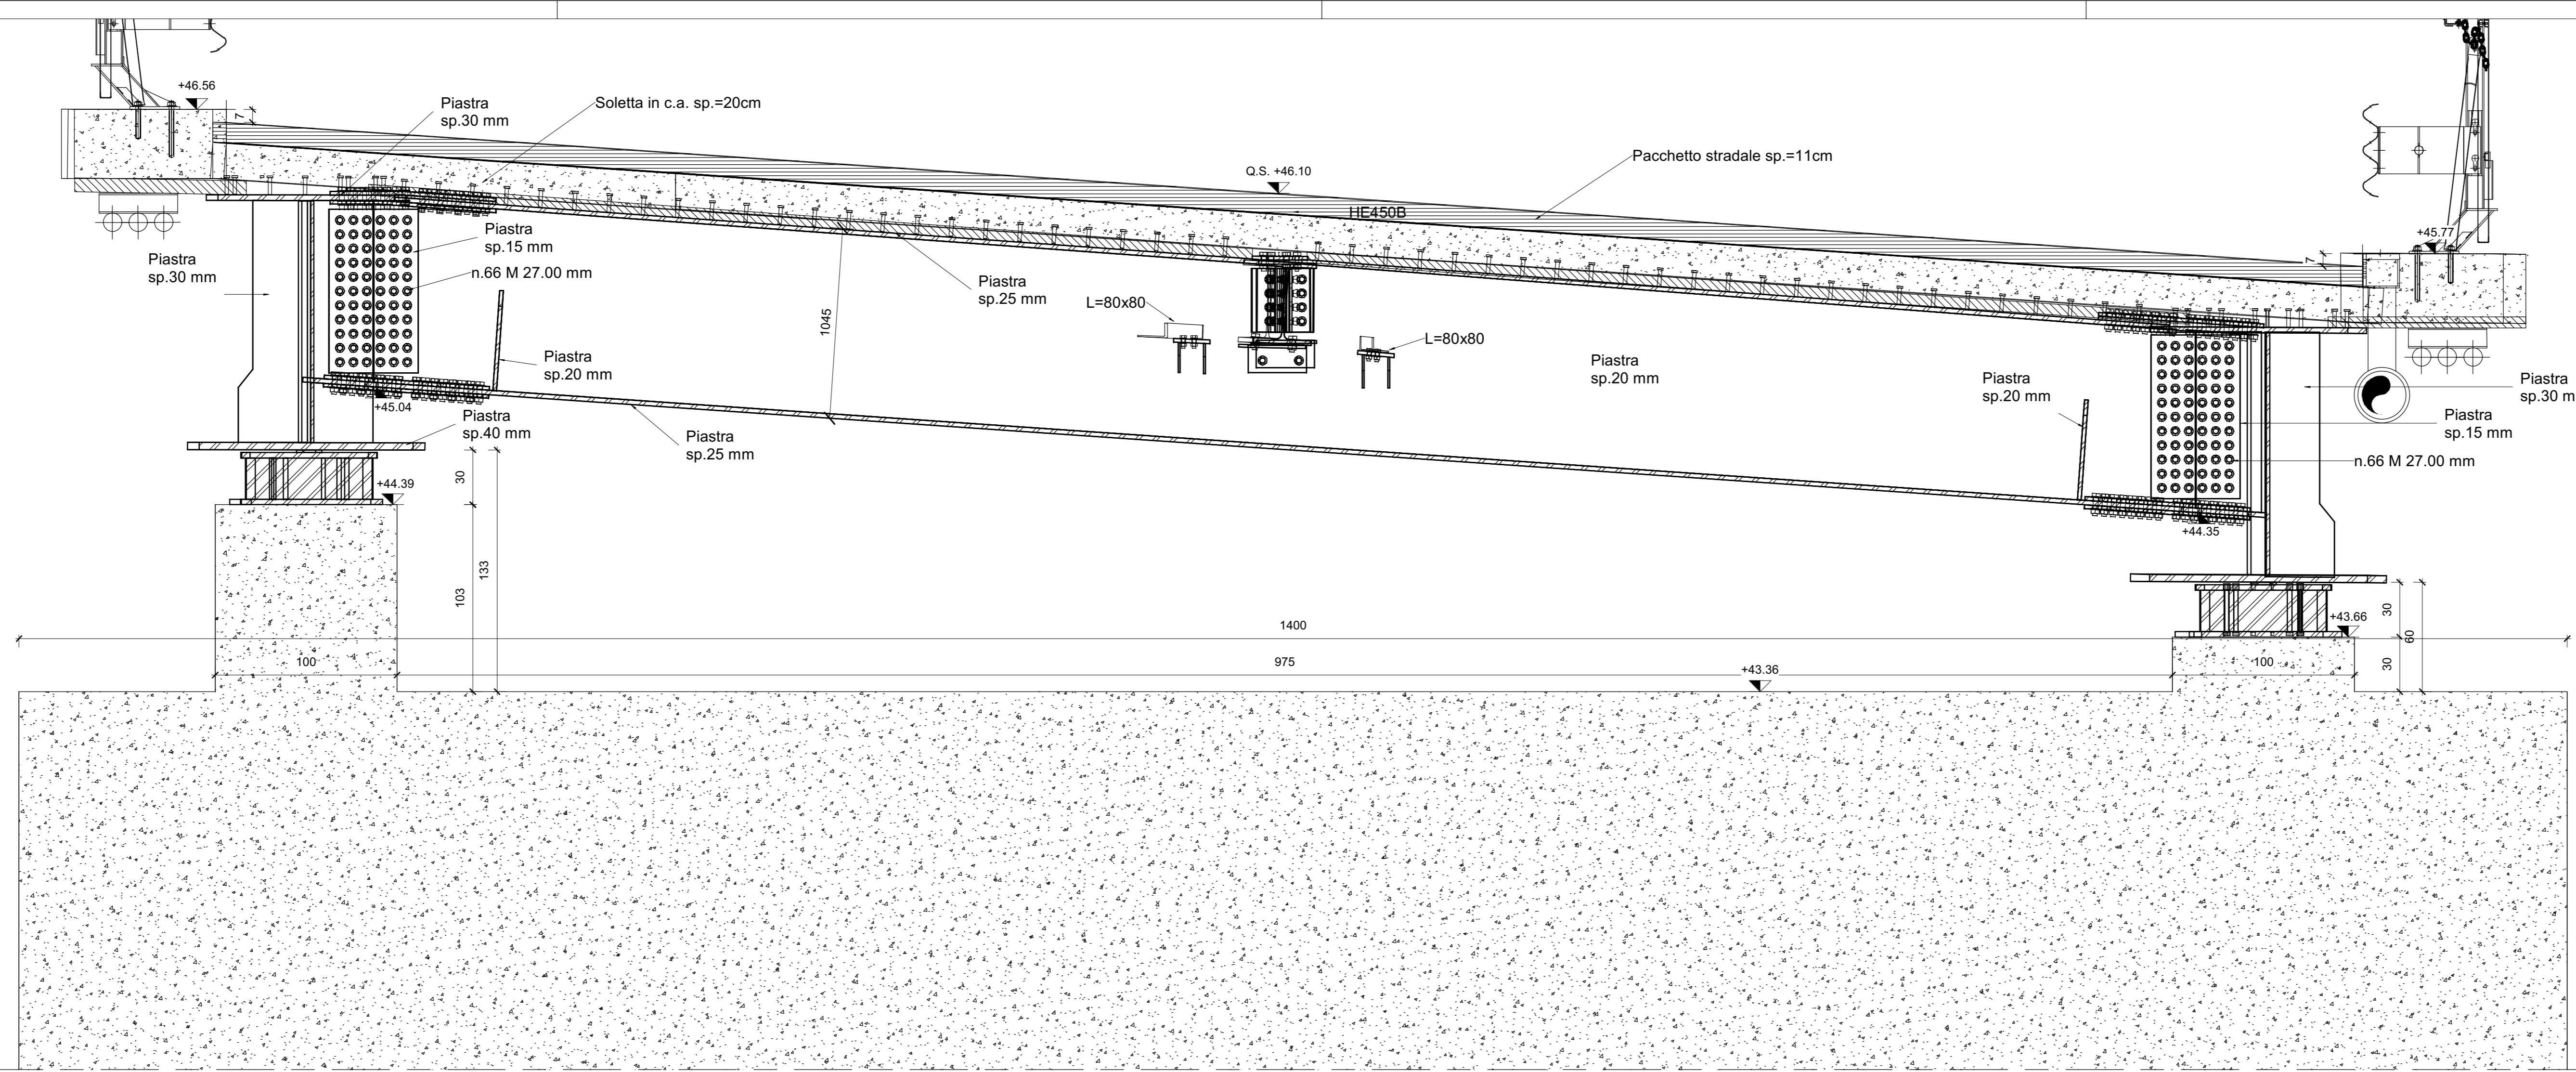 +46.56
7
Piastra
sp.30 mm
Soletta in c.a. sp.=20cm
Pacchetto stradale sp.=11cm
Q.S. +46.10
HE450B
+45.77
7
Piastra
sp.30 mm
Piastra
sp.15 mm
n.66 M 27.00 mm
Piastra
sp.25 mm
1045
L=80x80
L=80x80
Piastra
sp.20 mm
Piastra
sp.20 mm
Piastra
sp.20 mm
Piastra
sp.30 m
+45.04
Piastra
sp.40 mm
Piastra
sp.25 mm
Piastra
sp.15 mm
n.66 M 27.00 mm
+44.39
30
+44.35
103
133
30
+43.66
60
30
1400
100
975
100
+43.36